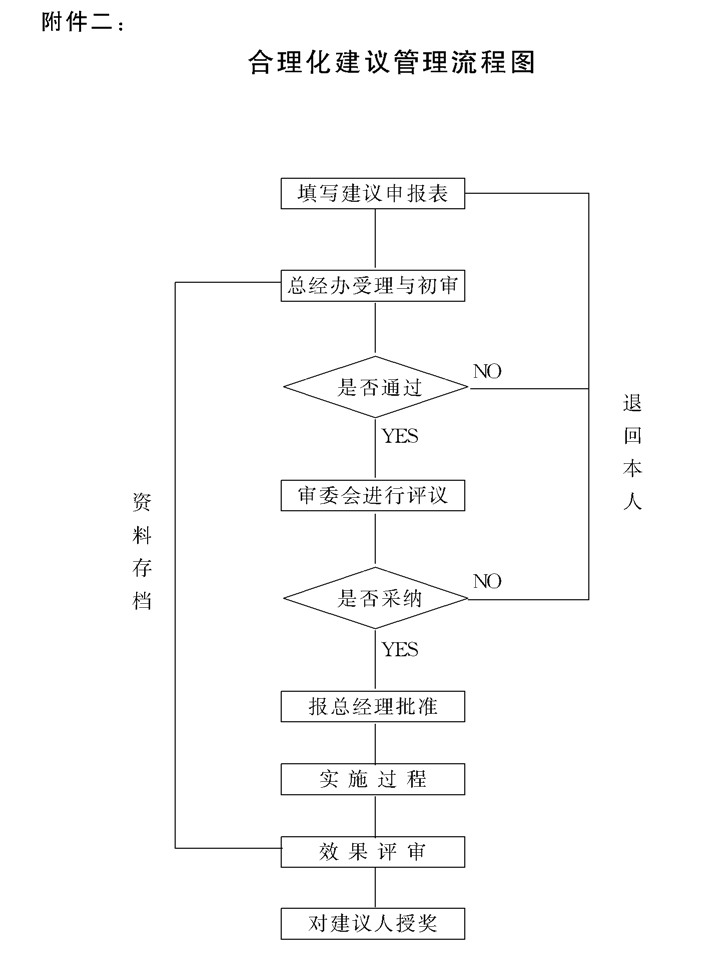 附件二：
合理化建议管理流程图
填写建议申报表
总经办受理与初审
是否通过
NO
YES
退回本人
审委会进行评议
资料存档
是否采纳
NO
YES
报总经理批准
实施过程
效果评审
对建议人授奖